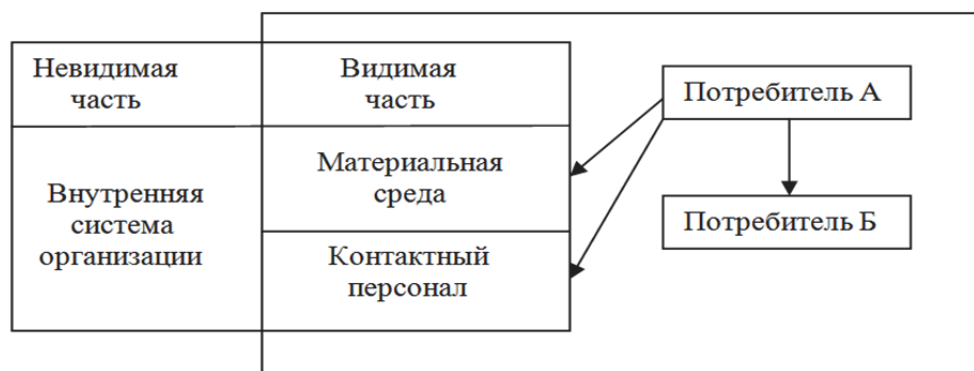 Невидимая
часть
Видимая
часть
Потребитель А
Внутренняя
система
организации
Материальная
среда
Потребитель Б
Контактный
персонал